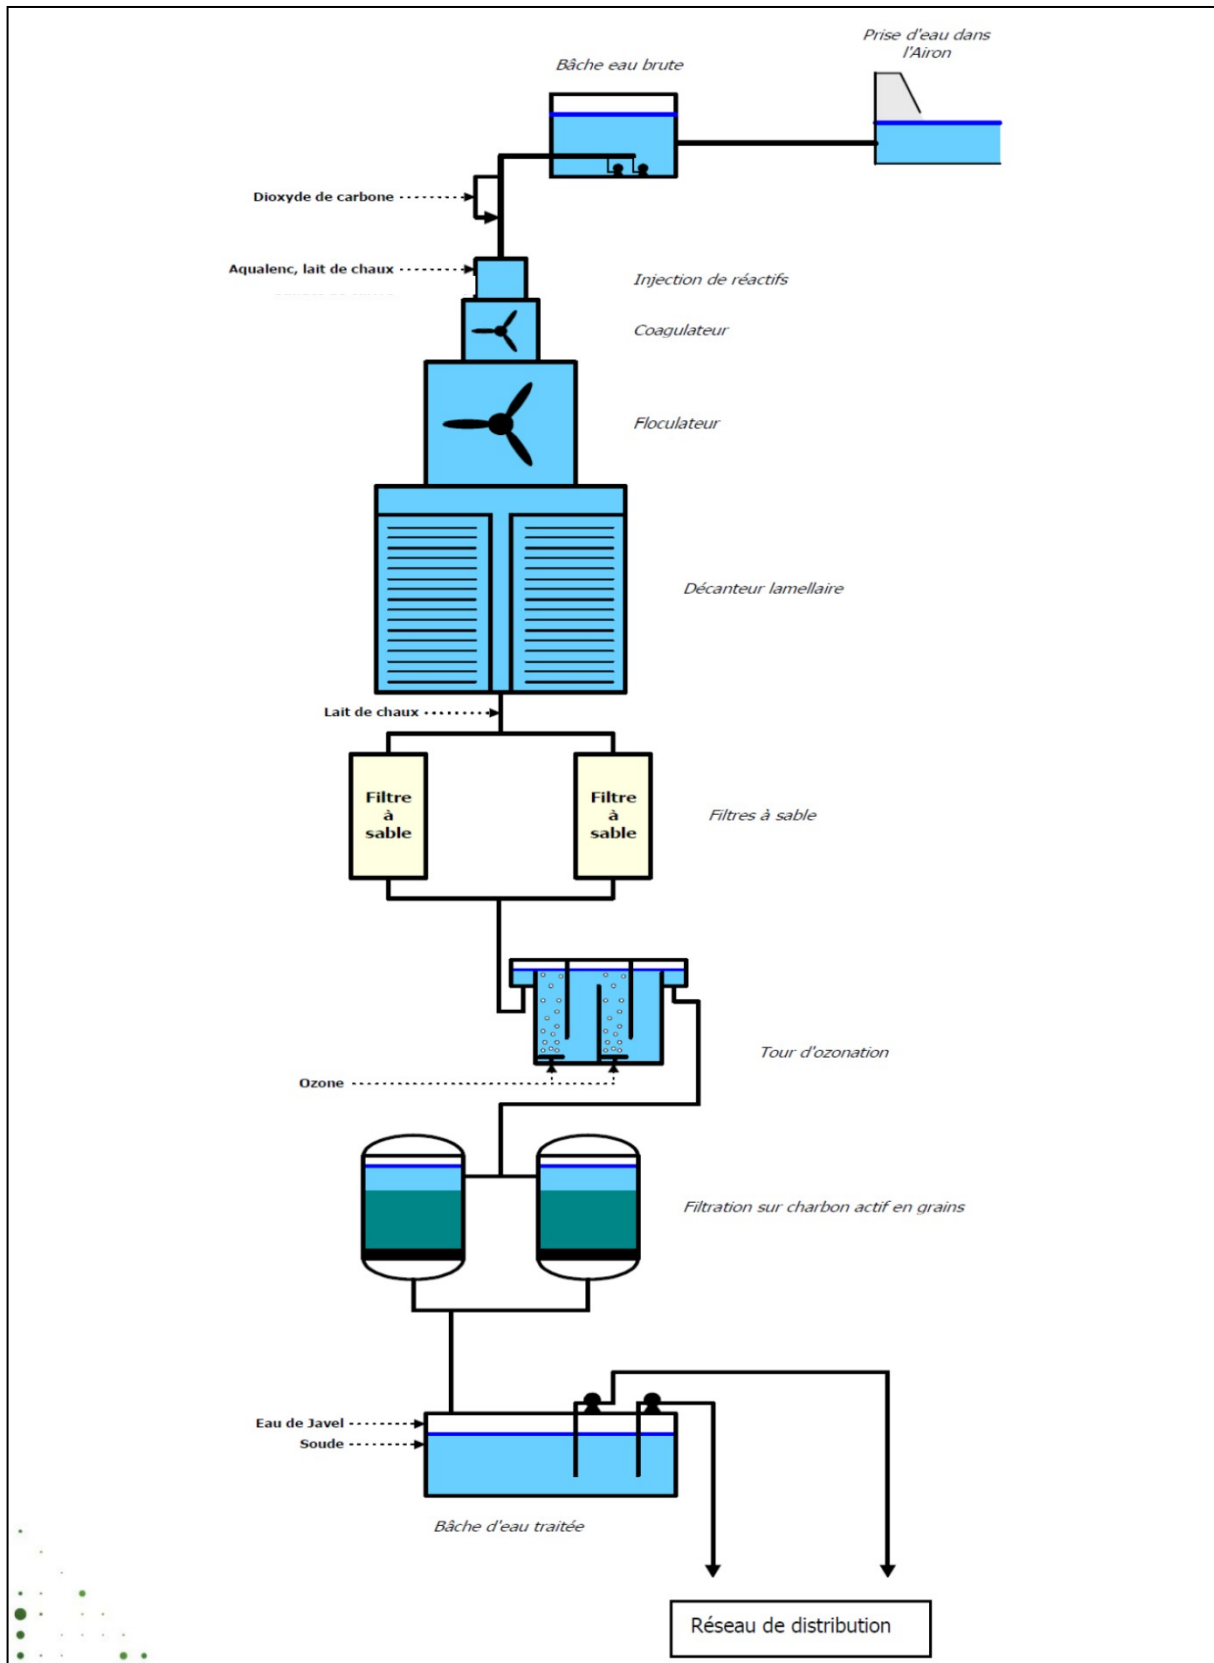 Prise d'eau dans
l'Airon
Bâche eau brute
Dioxyde de carbone
Aqualenc, lait de chaux
Injection de réactifs
Coagulateur
Floculateur
Décanteur lamellaire
Lait de chaux
Filtre
à
sable
Filtre
à
sable
Filtres à sable
Tour d'ozonation
Ozone
Filtration sur charbon actif en grains
Eau de Javel
Soude
Bâche d'eau traitée
Réseau de distribution